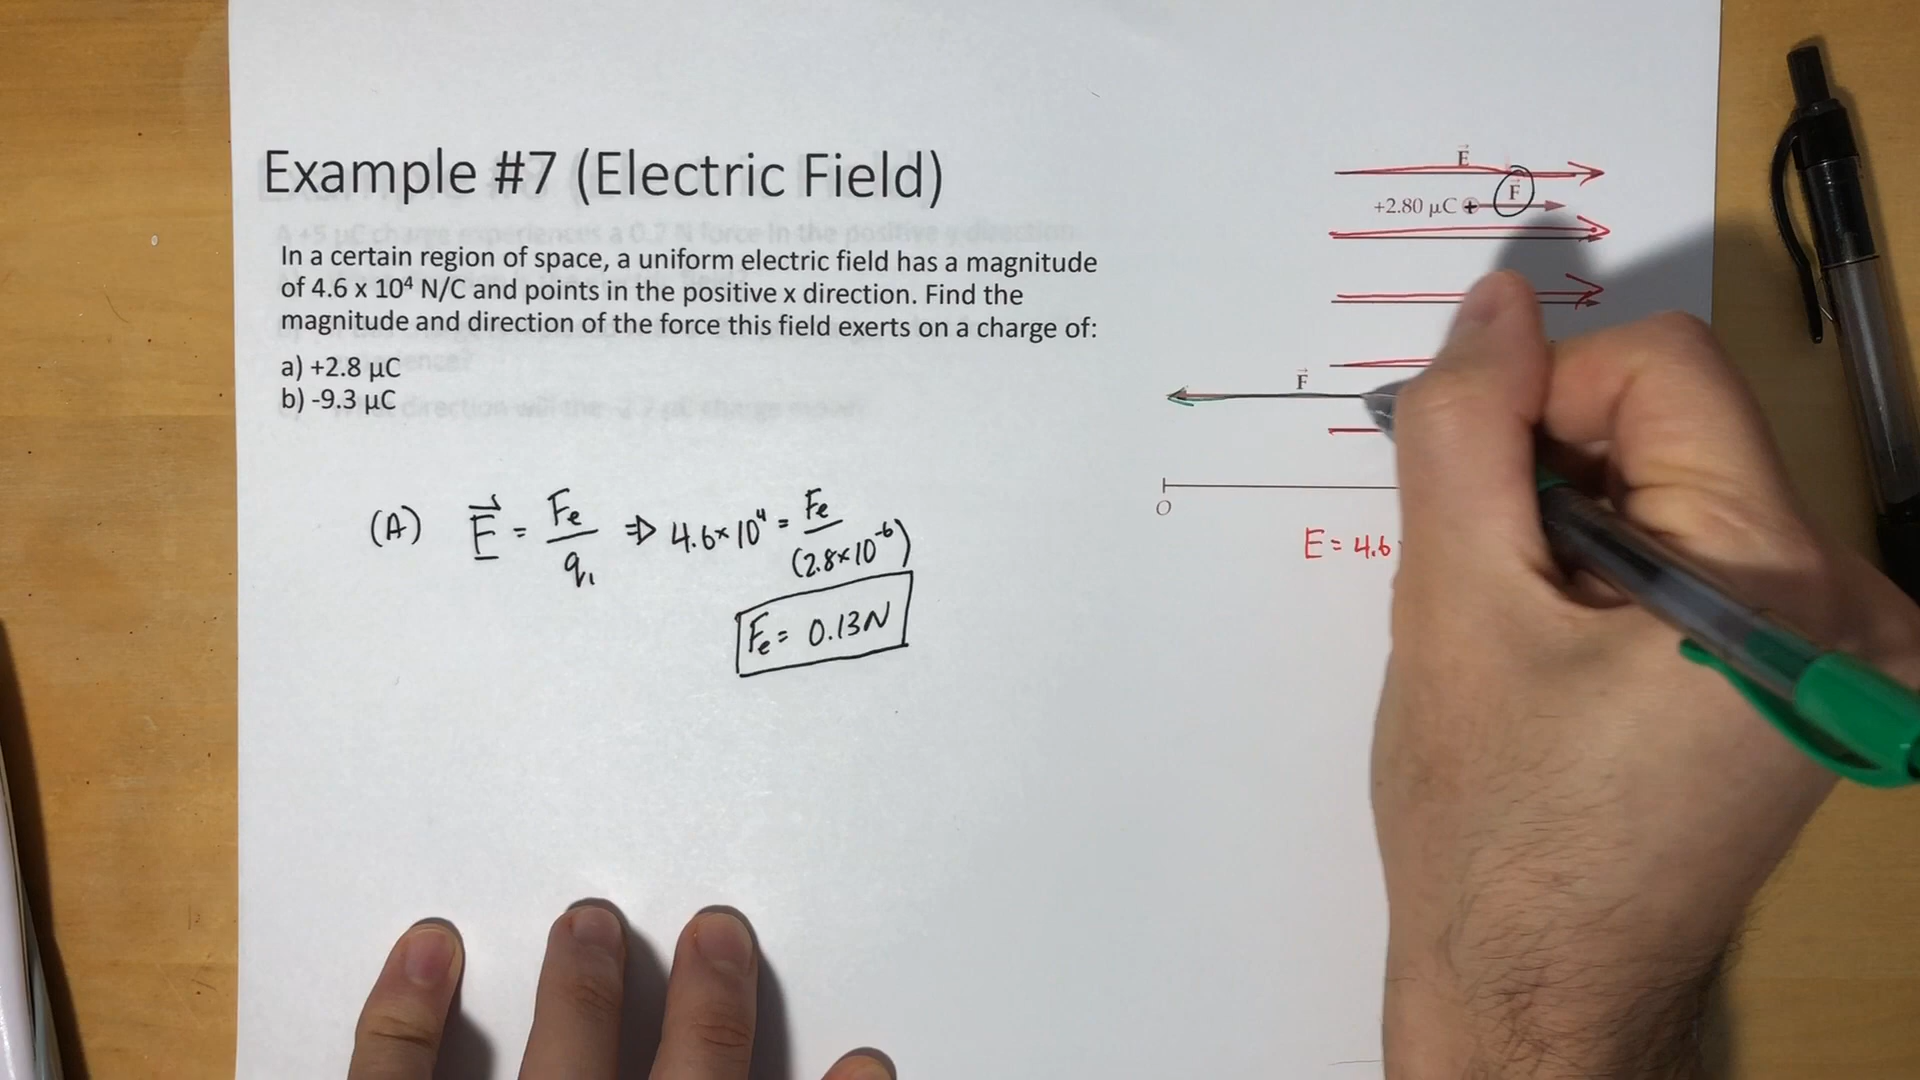 Example #7 (Electric Field)
In a certain region of space, a uniform electric field has a magnitude
of 4.6 x 10⁴ N/C and points in the positive x direction. Find the
magnitude and direction of the force this field exerts on a charge of:
a) +2.8 µC
b) -9.3 µC
(A) E⃗ = Fe/q₁ ⇒ 4.6×10⁴ = Fe/(2.8×10⁻⁶)
Fe = 0.13N
E⃗
F⃗
+2.80 µC +
F⃗
O
E = 4.6